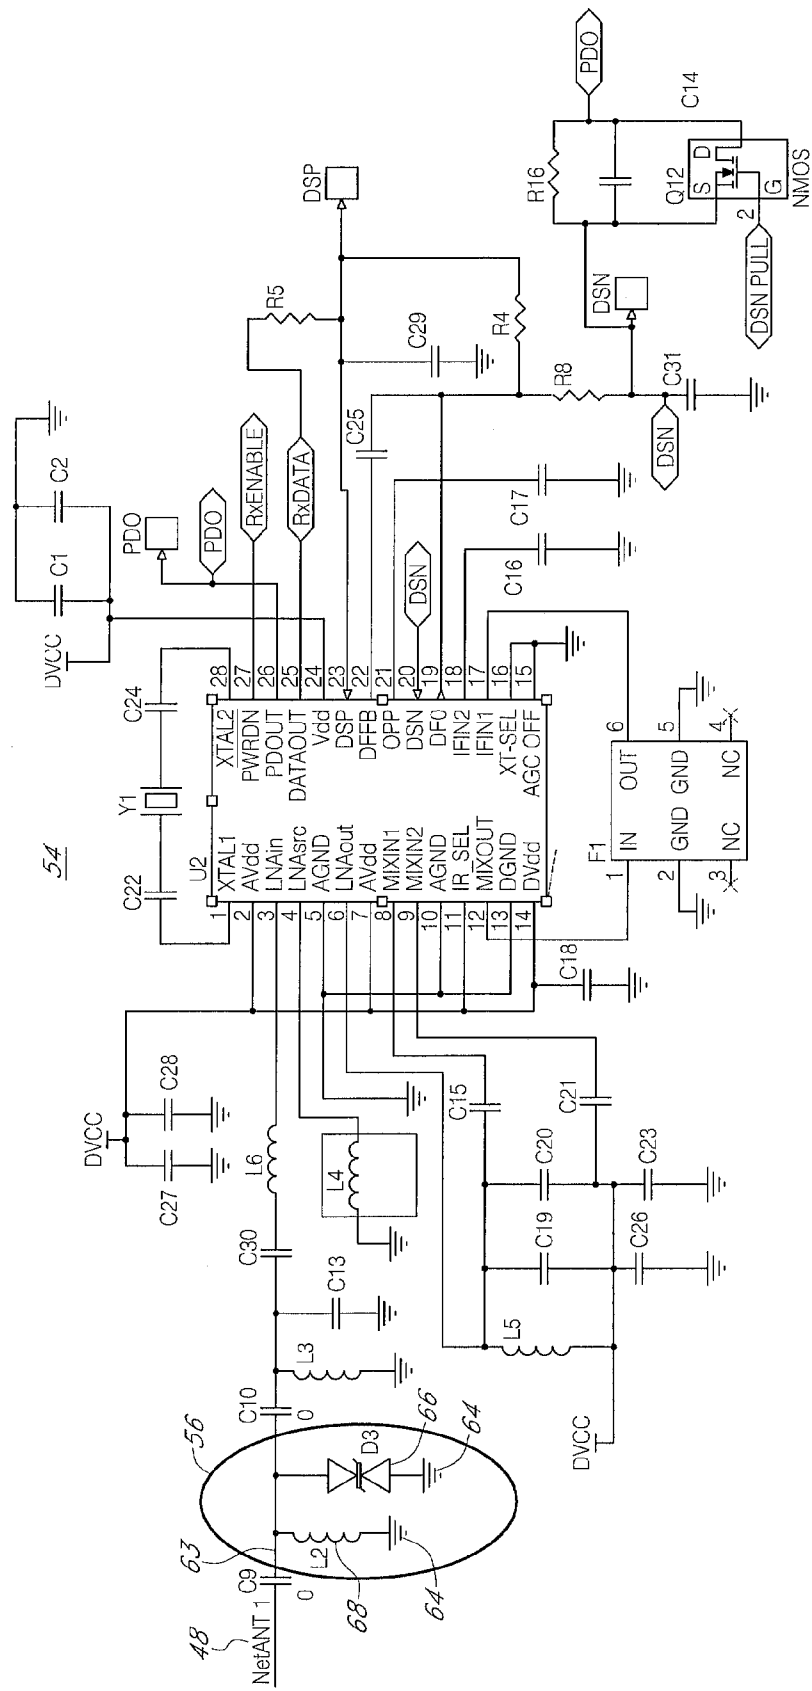 54
48
NetANT 1
C9
0
63
56
L2
68
64
D3
66
64
C10
0
L3
C13
C30
L6
L4
DVCC
C27
C28
DVCC
L5
C19
C20
C26
C23
C15
C21
C18
C22
Y1
C24
U2
1 XTAL1
2 AVdd
3 LNAin
4 LNAsrc
5 AGND
6 LNAout
7 AVdd
8 MIXIN1
9 MIXIN2
10 AGND
11 IR_SEL
12 MIXOUT
13 DGND
14 DVdd
XTAL2 28
PWRDN 27
PDOUT 26
DATAOUT 25
Vdd 24
DSP 23
DFFB 22
OPP 21
DSN 20
DF0 19
IFIN2 18
IFIN1 17
XT-SEL 16
AGC OFF 15
F1
1 IN
OUT 6
2 GND
GND 5
3 NC
NC 4
DVCC
C1
C2
PDO
PDO
RxENABLE
RxDATA
R5
DSP
C25
C29
R4
DSN
C16
C17
R8
DSN
C31
DSN
R16
PDO
C14
Q12
S
D
G
2
NMOS
DSN PULL